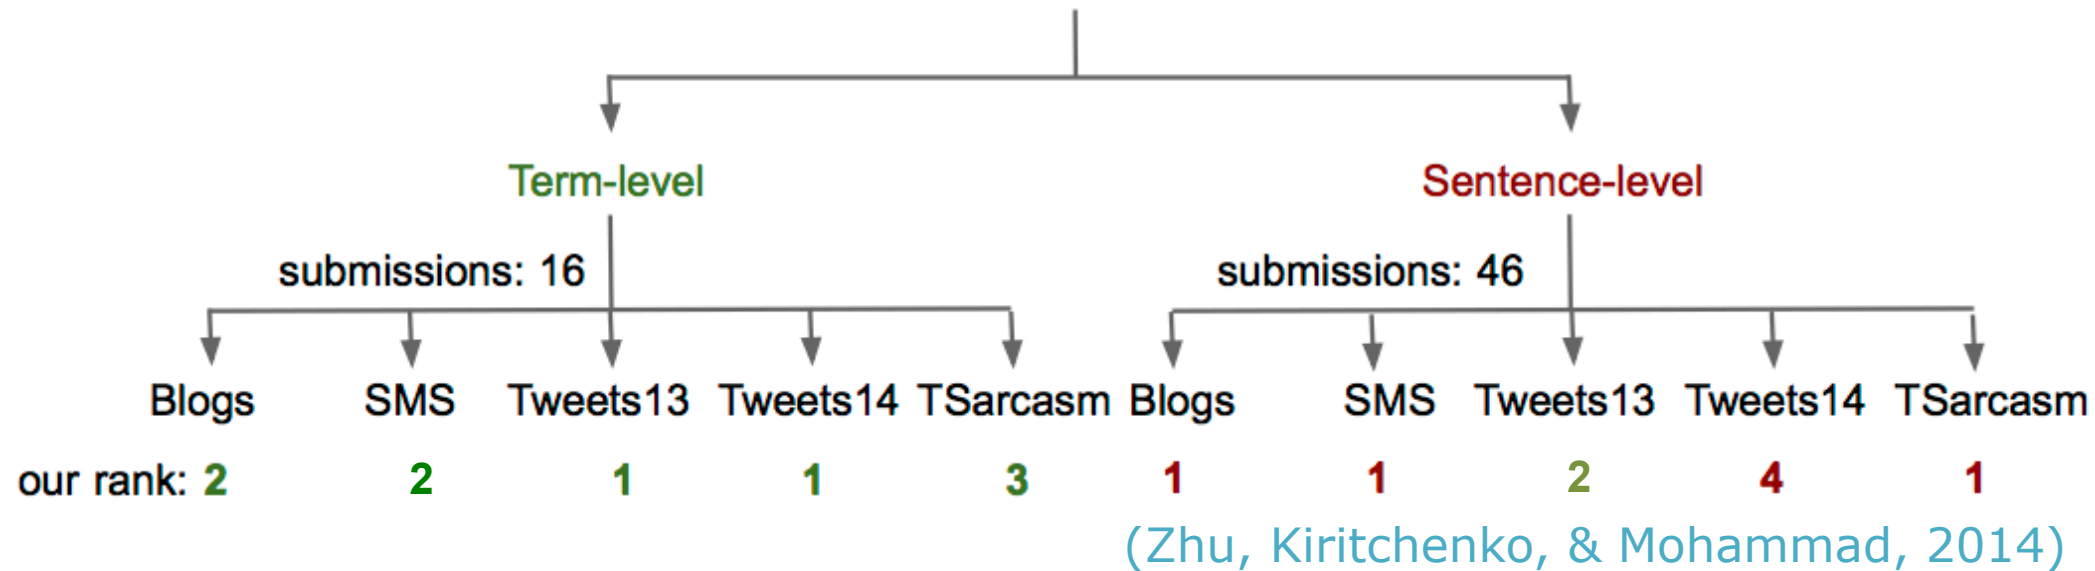 Term-level Sentence-level
submissions: 16 submissions: 46
Blogs SMS Tweets13 Tweets14 TSarcasm Blogs SMS Tweets13 Tweets14 TSarcasm
our rank: 2 2 1 1 3 1 1 2 4 1
(Zhu, Kiritchenko, & Mohammad, 2014)